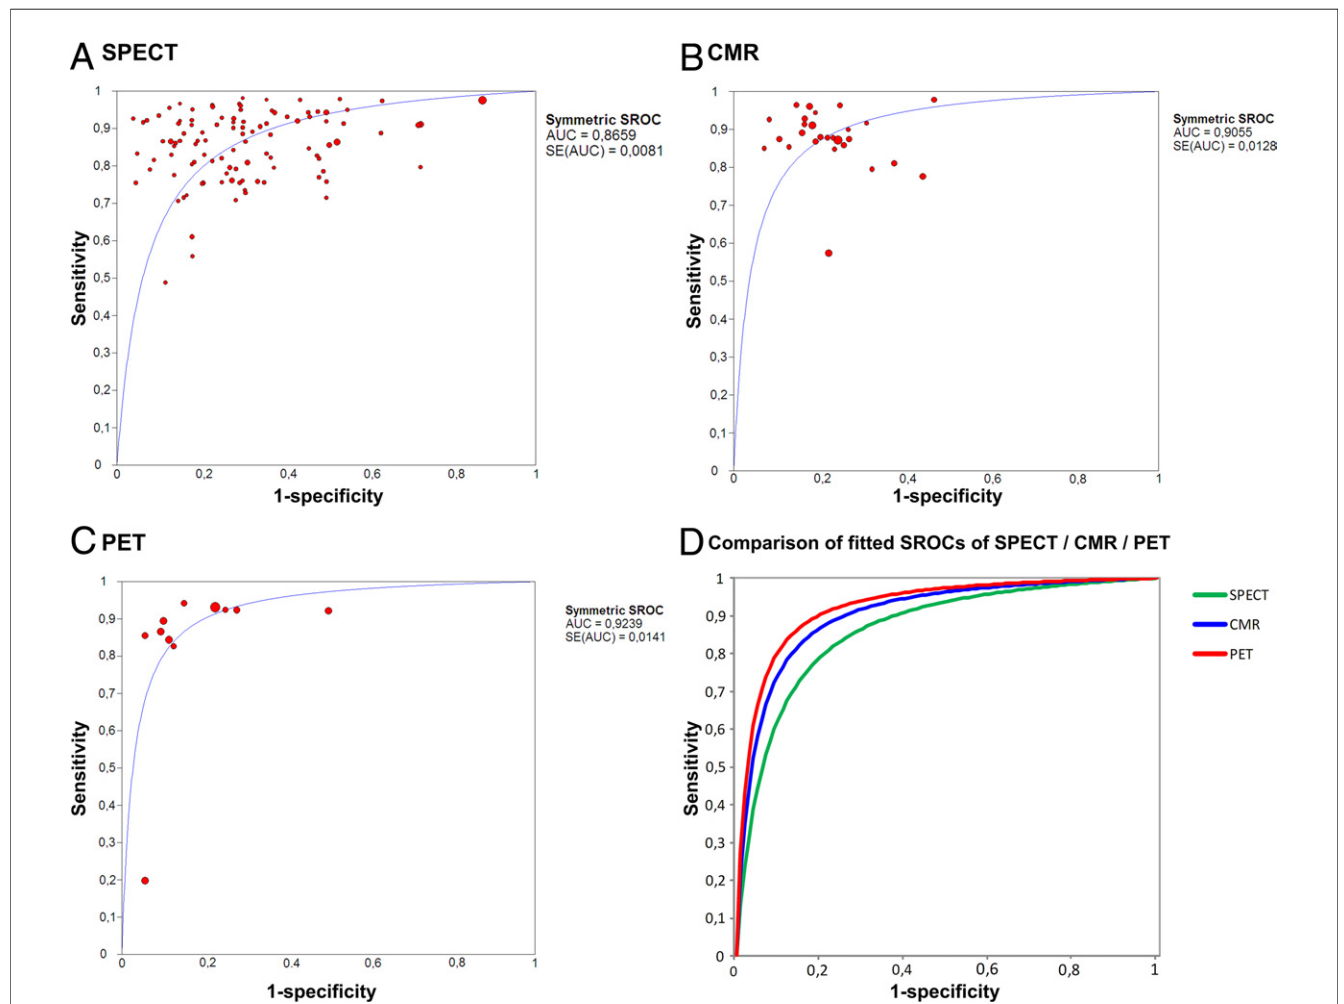 A SPECT
1
0,9
0,8
0,7
0,6
0,5
0,4
0,3
0,2
0,1
0
Sensitivity
0 0,2 0,4 0,6 0,8 1
1-specificity
Symmetric SROC
AUC = 0,8659
SE(AUC) = 0,0081
B CMR
1
0,9
0,8
0,7
0,6
0,5
0,4
0,3
0,2
0,1
0
Sensitivity
0 0,2 0,4 0,6 0,8 1
1-specificity
Symmetric SROC
AUC = 0,9055
SE(AUC) = 0,0128
C PET
1
0,9
0,8
0,7
0,6
0,5
0,4
0,3
0,2
0,1
0
Sensitivity
0 0,2 0,4 0,6 0,8 1
1-specificity
Symmetric SROC
AUC = 0,9239
SE(AUC) = 0,0141
D Comparison of fitted SROCs of SPECT / CMR / PET
1
0,9
0,8
0,7
0,6
0,5
0,4
0,3
0,2
0,1
0
Sensitivity
0 0,2 0,4 0,6 0,8 1
1-specificity
SPECT
CMR
PET